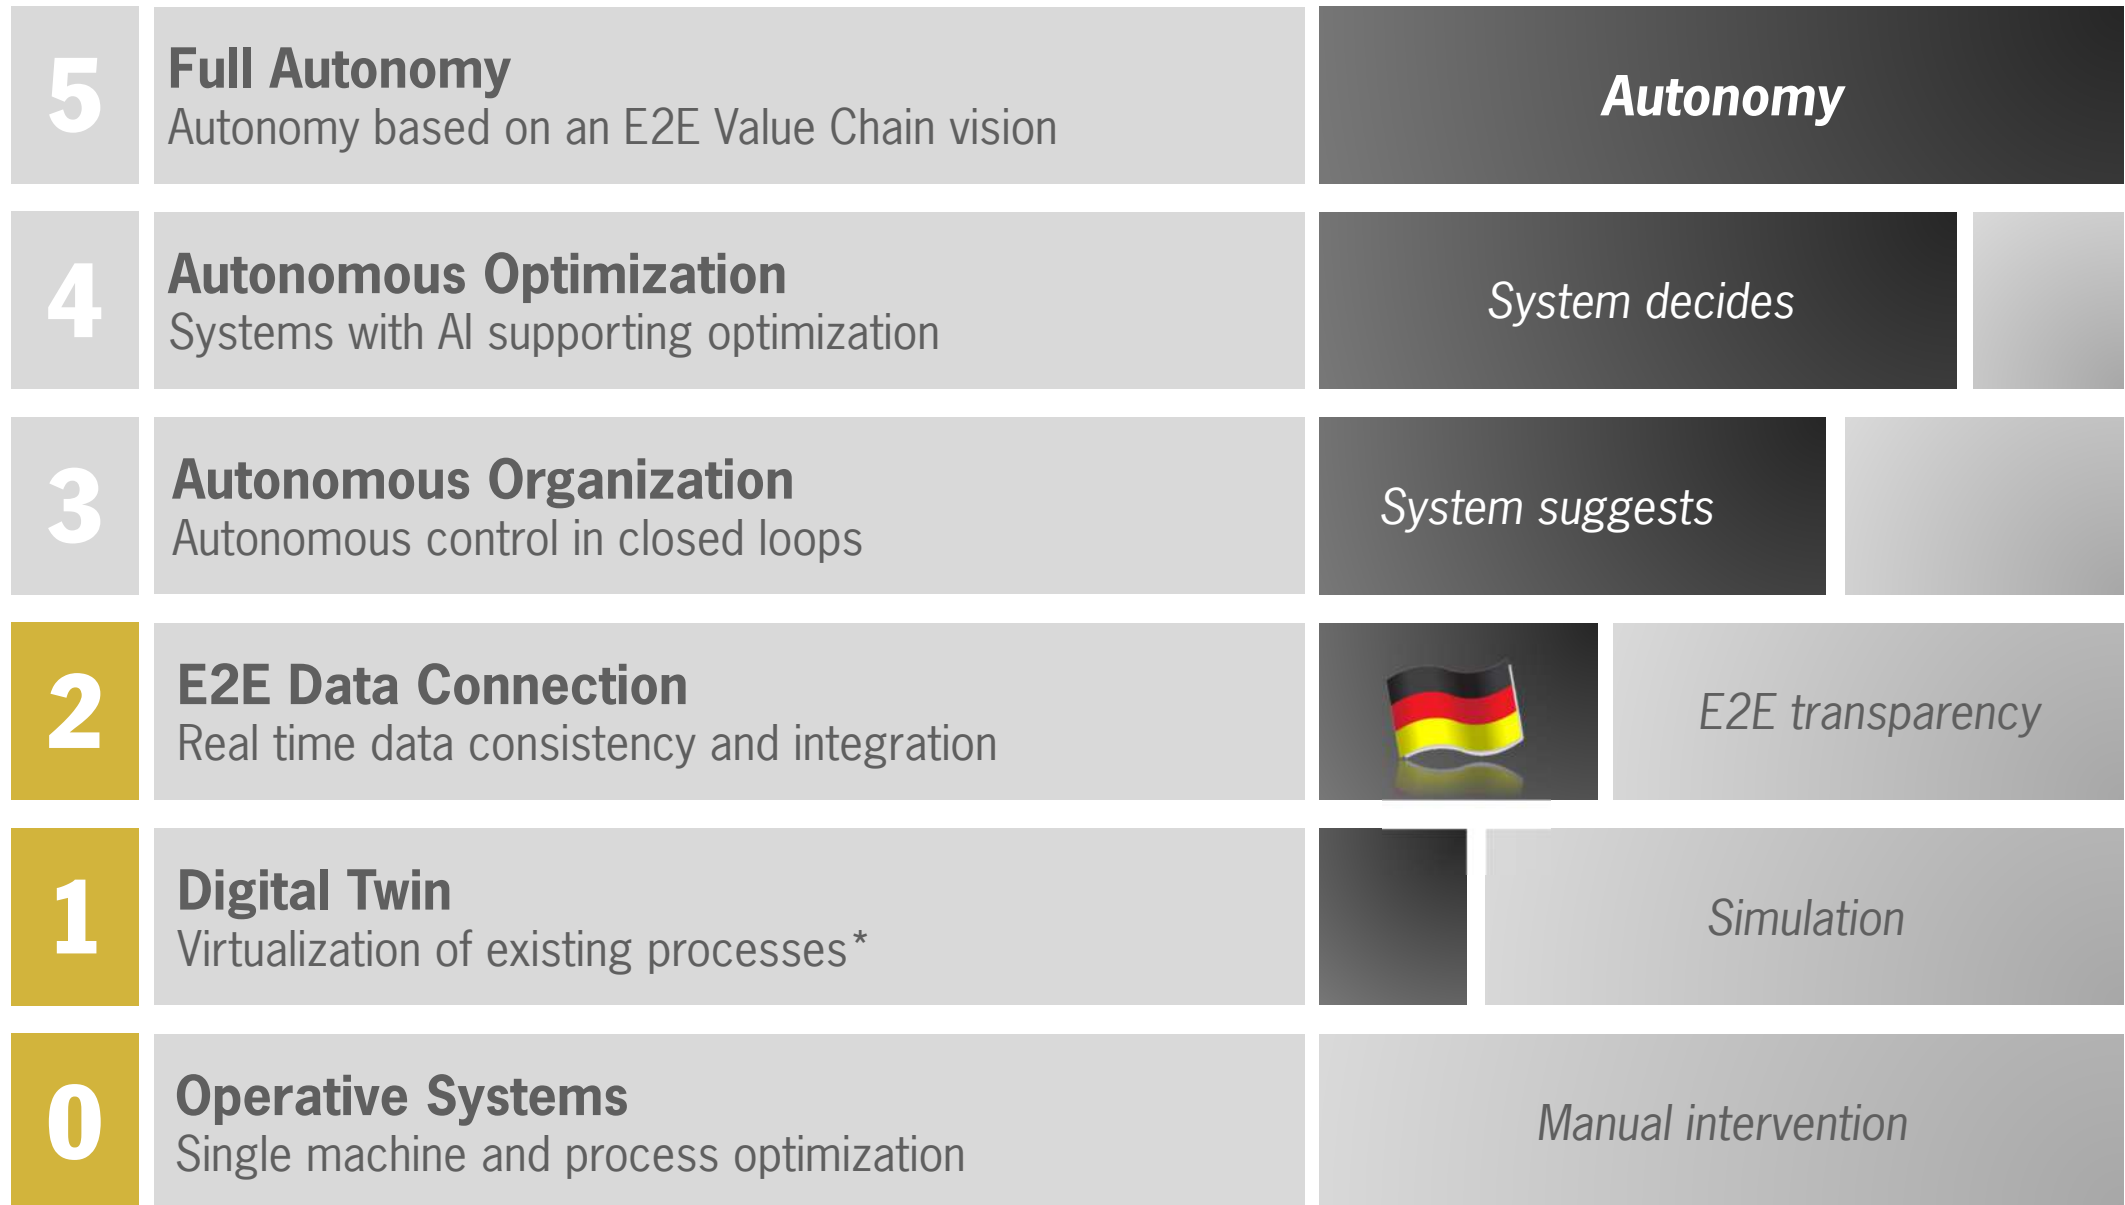 5
Full Autonomy
Autonomy based on an E2E Value Chain vision
Autonomy
4
Autonomous Optimization
Systems with AI supporting optimization
System decides
3
Autonomous Organization
Autonomous control in closed loops
System suggests
2
E2E Data Connection
Real time data consistency and integration
E2E transparency
1
Digital Twin
Virtualization of existing processes*
Simulation
0
Operative Systems
Single machine and process optimization
Manual intervention